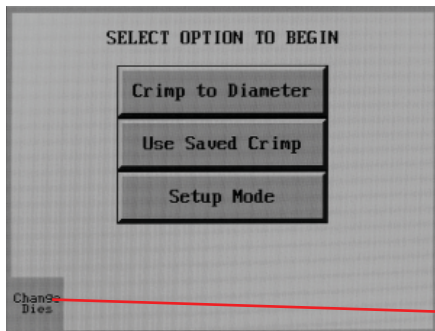 SELECT OPTION TO BEGIN
Crimp to Diameter
Use Saved Crimp
Setup Mode
Change
Dies